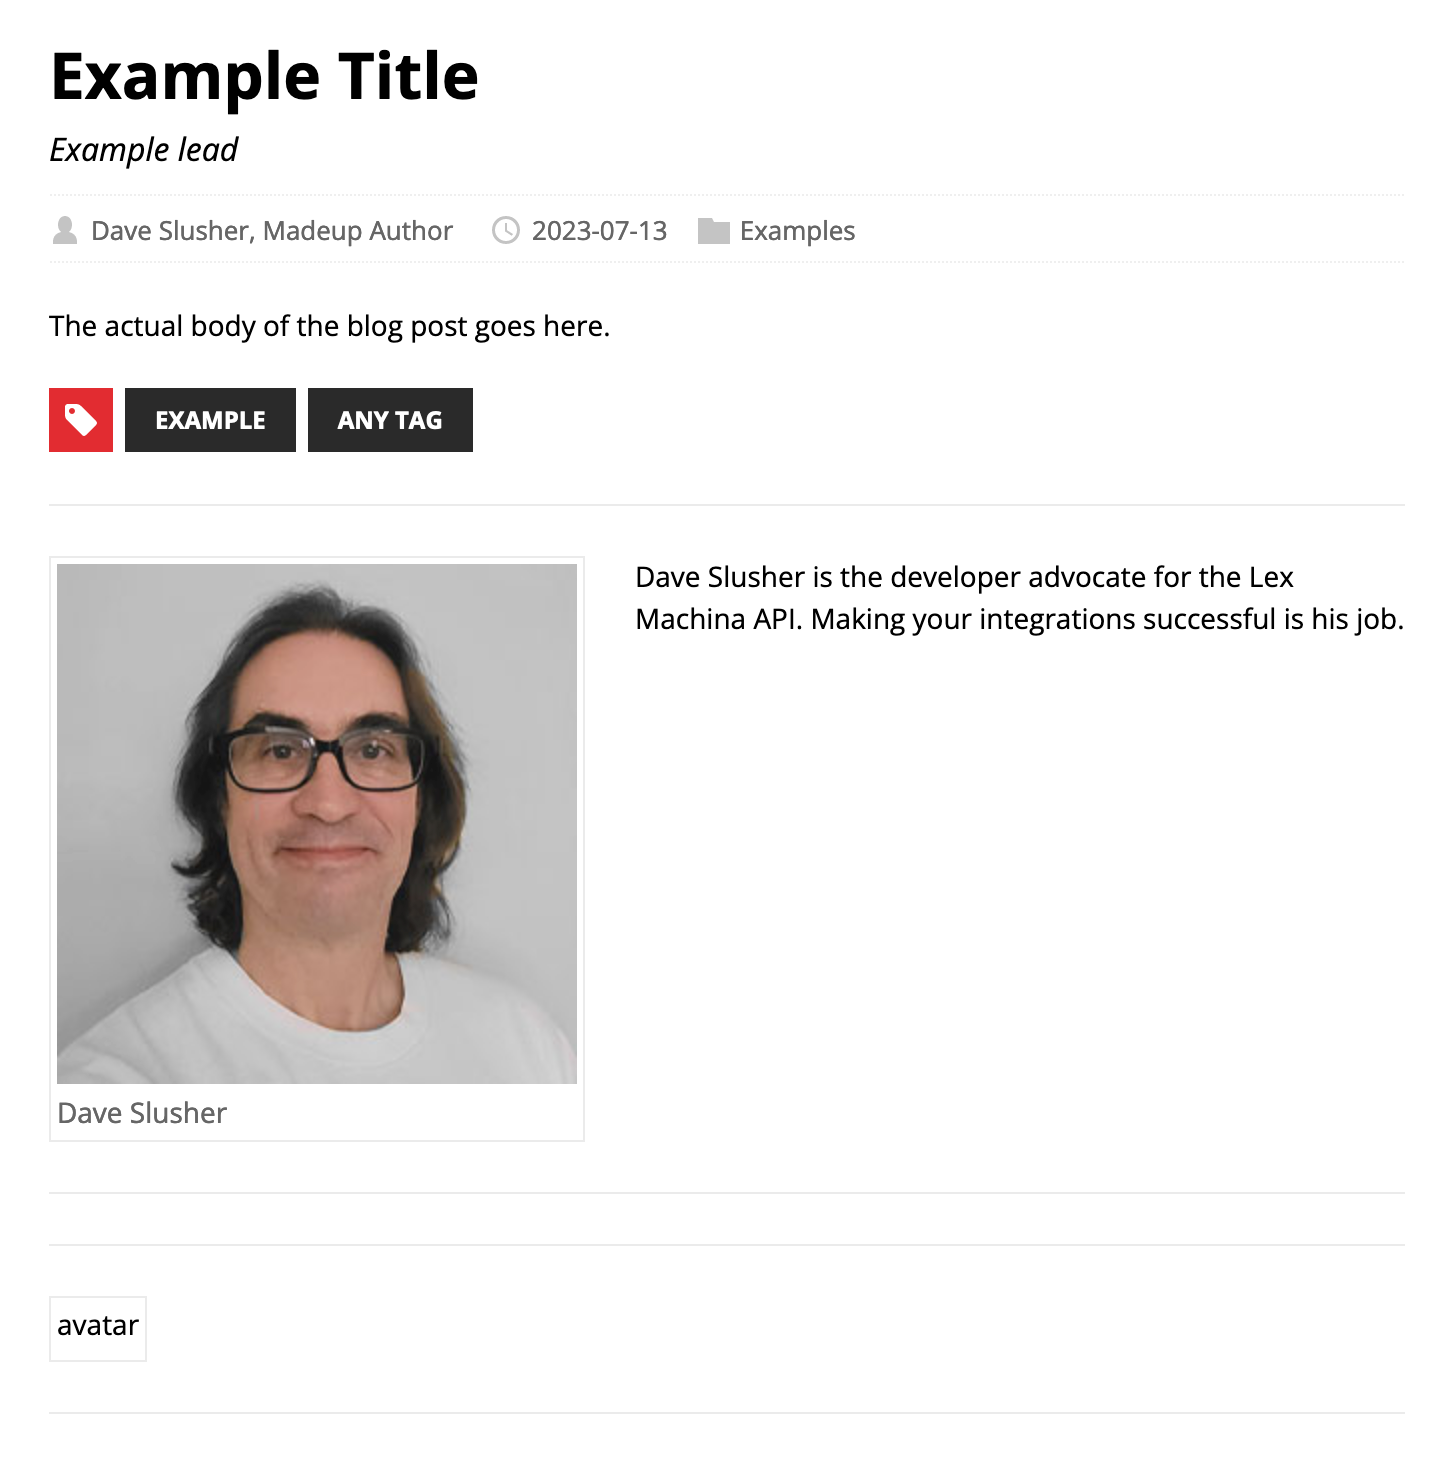 Example Title
Example lead
Dave Slusher, Madeup Author 2023-07-13 Examples
The actual body of the blog post goes here.
EXAMPLE ANY TAG
Dave Slusher is the developer advocate for the Lex
Machina API. Making your integrations successful is his job.
Dave Slusher
avatar